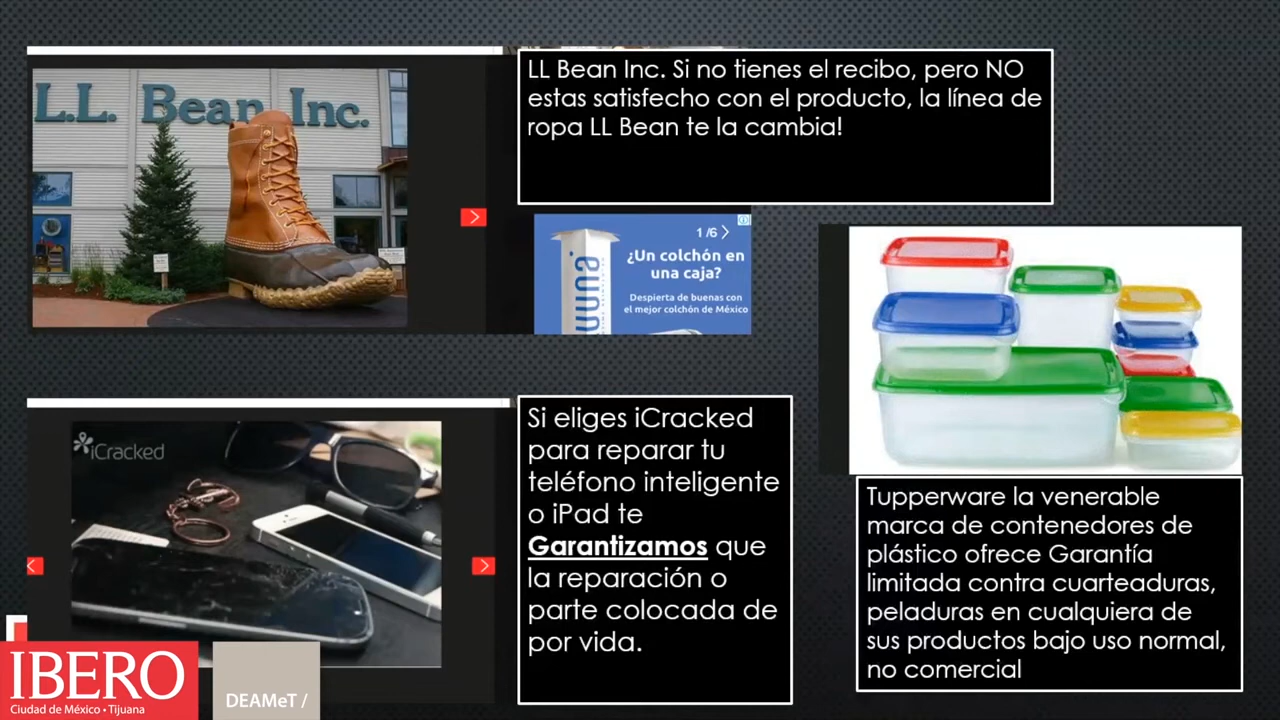 L.L. Bean Inc.
LL Bean Inc. Si no tienes el recibo, pero NO
estas satisfecho con el producto, la línea de
ropa LL Bean te la cambia!
1/6
¿Un colchón en
una caja?
Despierta de buenas con
el mejor colchón de México
iCracked
Si eliges iCracked
para reparar tu
teléfono inteligente
o iPad te
Garantizamos que
la reparación o
parte colocada de
por vida.
Tupperware la venerable
marca de contenedores de
plástico ofrece Garantía
limitada contra cuarteaduras,
peladuras en cualquiera de
sus productos bajo uso normal,
no comercial
IBERO
Ciudad de México • Tijuana
DEAMeT /